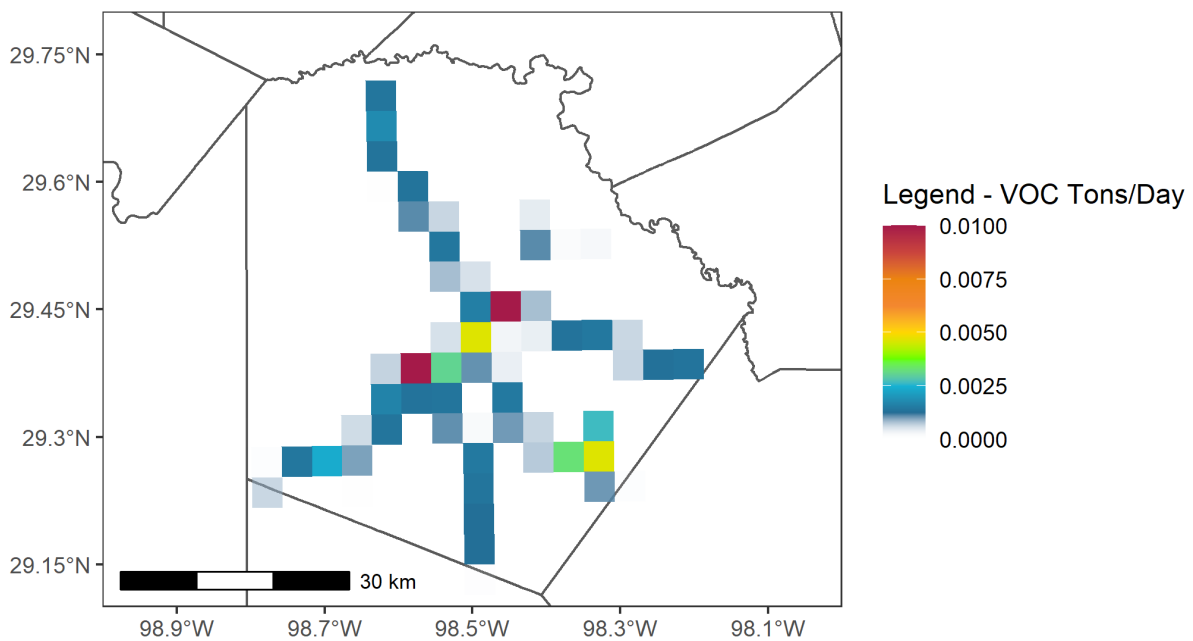 29.75°N
29.6°N
29.45°N
29.3°N
29.15°N
98.9°W
98.7°W
98.5°W
98.3°W
98.1°W
30 km
Legend - VOC Tons/Day
0.0100
0.0075
0.0050
0.0025
0.0000